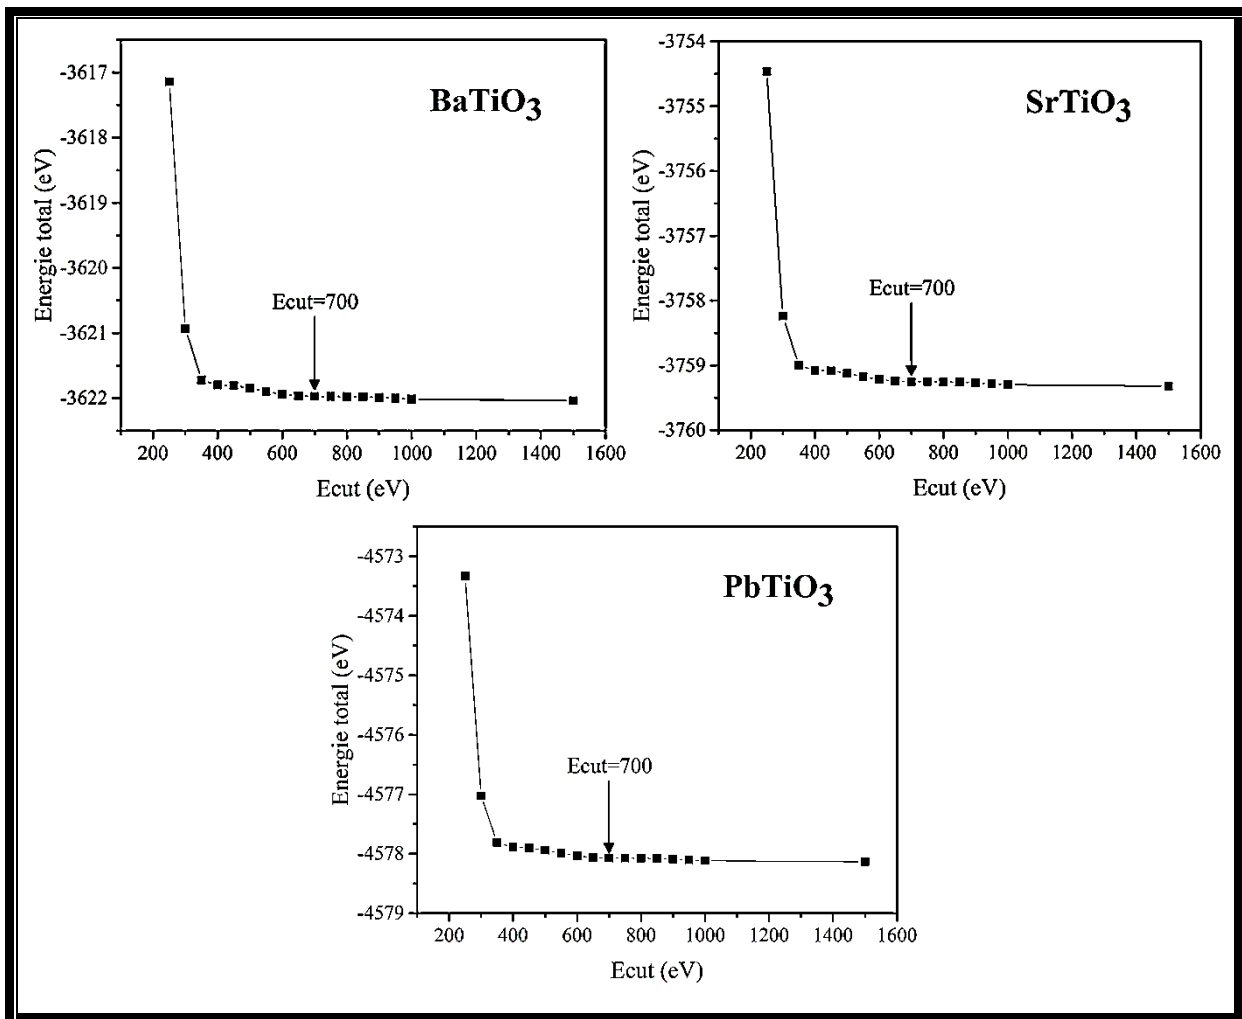 BaTiO3
Energie total (eV)
-3617
-3618
-3619
-3620
-3621
-3622
Ecut=700
200 400 600 800 1000 1200 1400 1600
Ecut (eV)
SrTiO3
Energie total (eV)
-3754
-3755
-3756
-3757
-3758
-3759
-3760
Ecut=700
200 400 600 800 1000 1200 1400 1600
Ecut (eV)
PbTiO3
Energie total (eV)
-4573
-4574
-4575
-4576
-4577
-4578
-4579
Ecut=700
200 400 600 800 1000 1200 1400 1600
Ecut (eV)